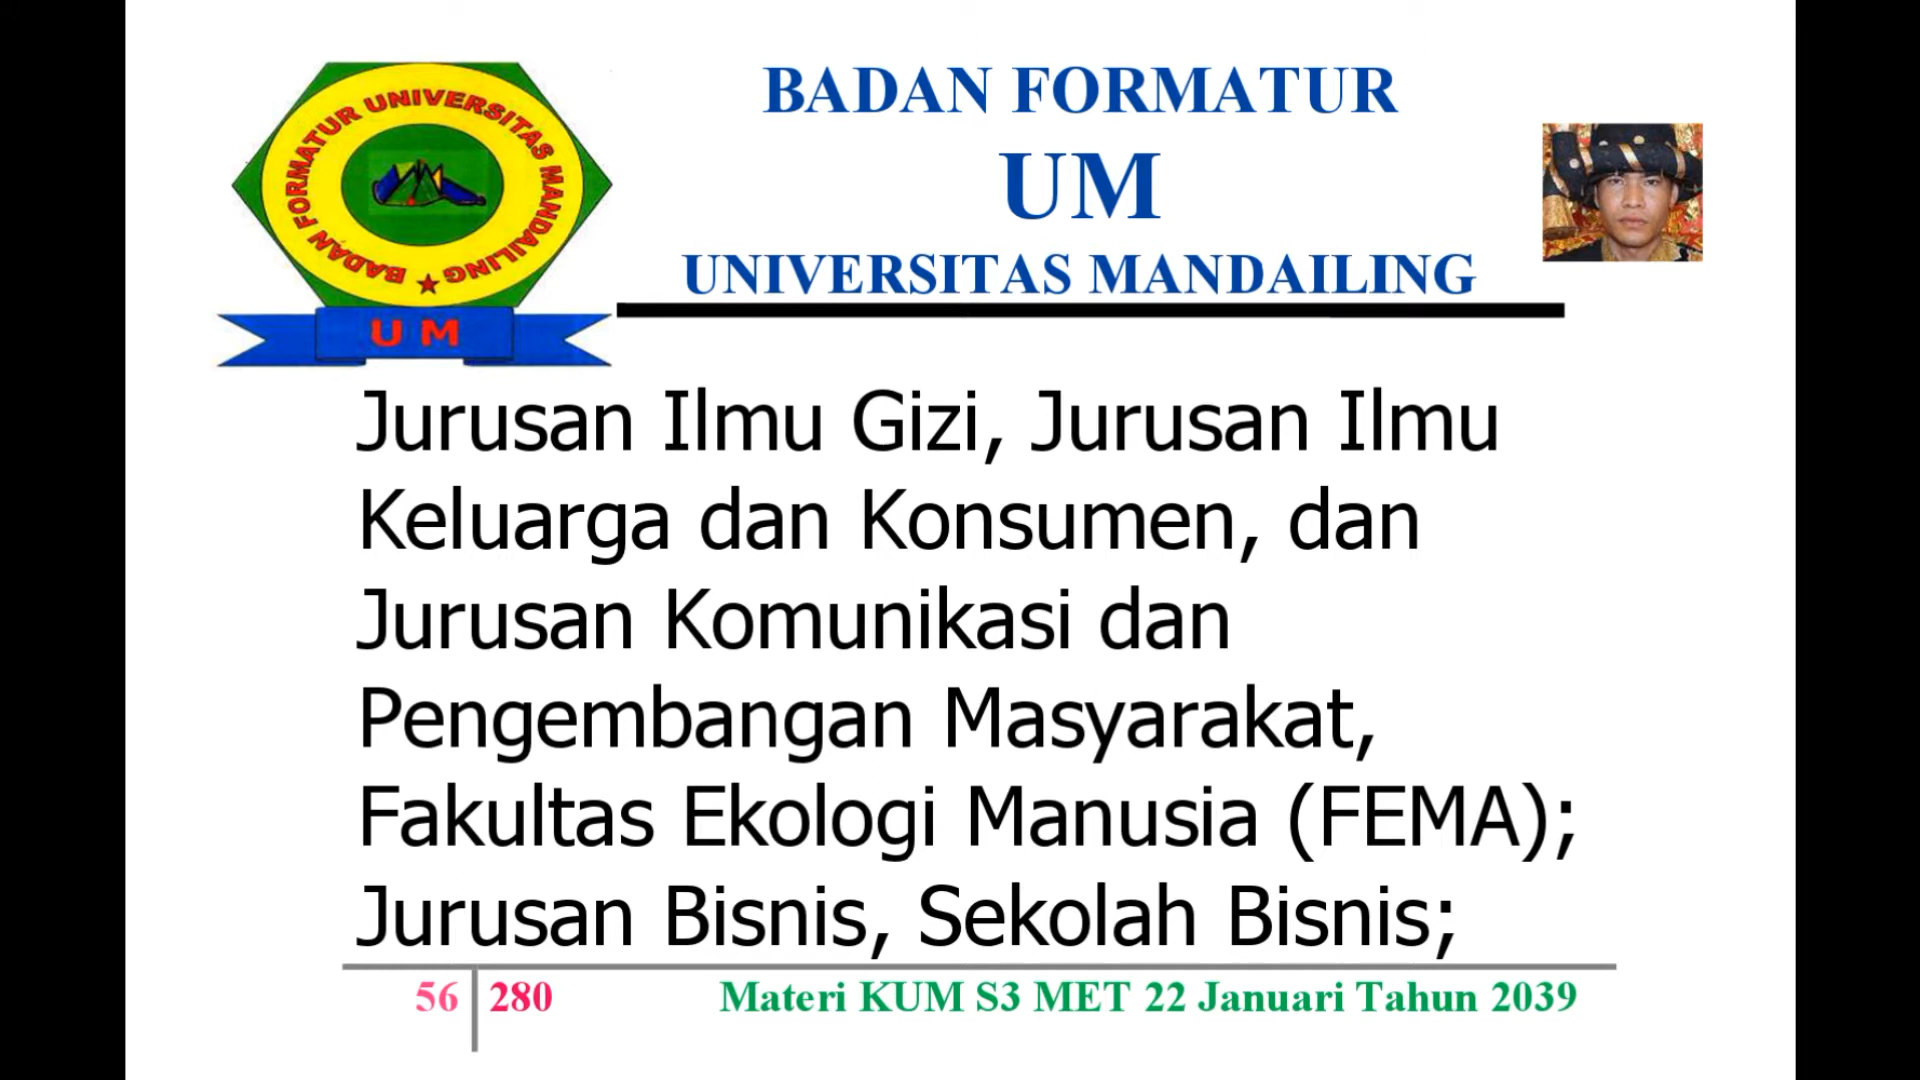 BADAN FORMATUR UNIVERSITAS MANDAILING
U M
BADAN FORMATUR
UM
UNIVERSITAS MANDAILING
Jurusan Ilmu Gizi, Jurusan Ilmu
Keluarga dan Konsumen, dan
Jurusan Komunikasi dan
Pengembangan Masyarakat,
Fakultas Ekologi Manusia (FEMA);
Jurusan Bisnis, Sekolah Bisnis;
56 280
Materi KUM S3 MET 22 Januari Tahun 2039